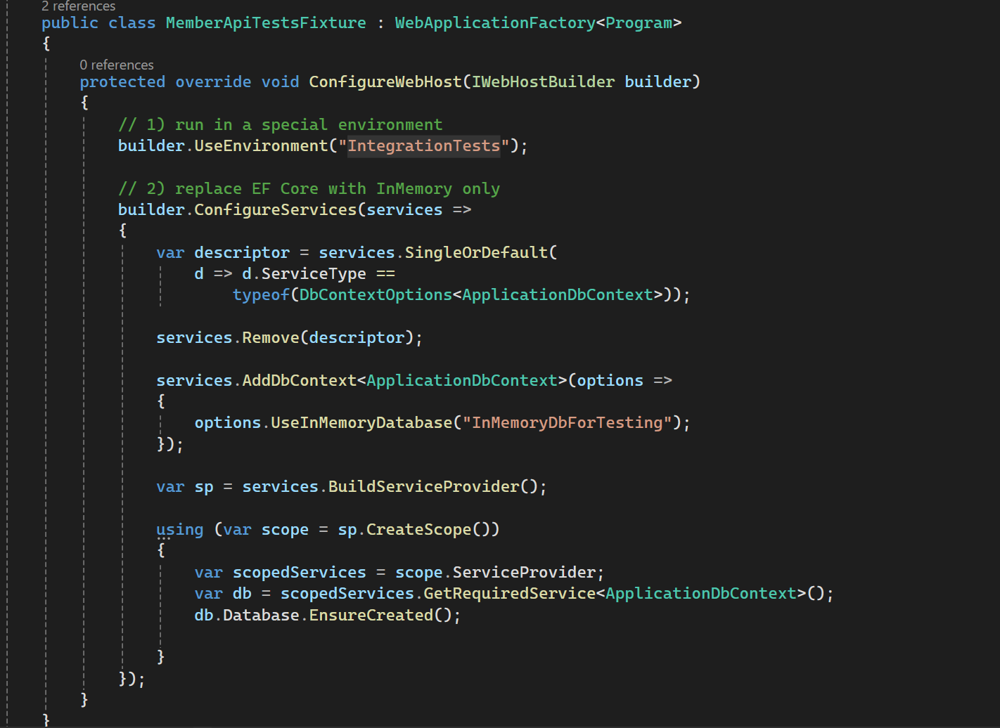 2 references
public class MemberApiTestsFixture : WebApplicationFactory<Program>
{
0 references
protected override void ConfigureWebHost(IWebHostBuilder builder)
{
// 1) run in a special environment
builder.UseEnvironment("IntegrationTests");
// 2) replace EF Core with InMemory only
builder.ConfigureServices(services =>
{
var descriptor = services.SingleOrDefault(
d => d.ServiceType ==
typeof(DbContextOptions<ApplicationDbContext>));
services.Remove(descriptor);
services.AddDbContext<ApplicationDbContext>(options =>
{
options.UseInMemoryDatabase("InMemoryDbForTesting");
});
var sp = services.BuildServiceProvider();
using (var scope = sp.CreateScope())
{
var scopedServices = scope.ServiceProvider;
var db = scopedServices.GetRequiredService<ApplicationDbContext>();
db.Database.EnsureCreated();
}
});
}
}